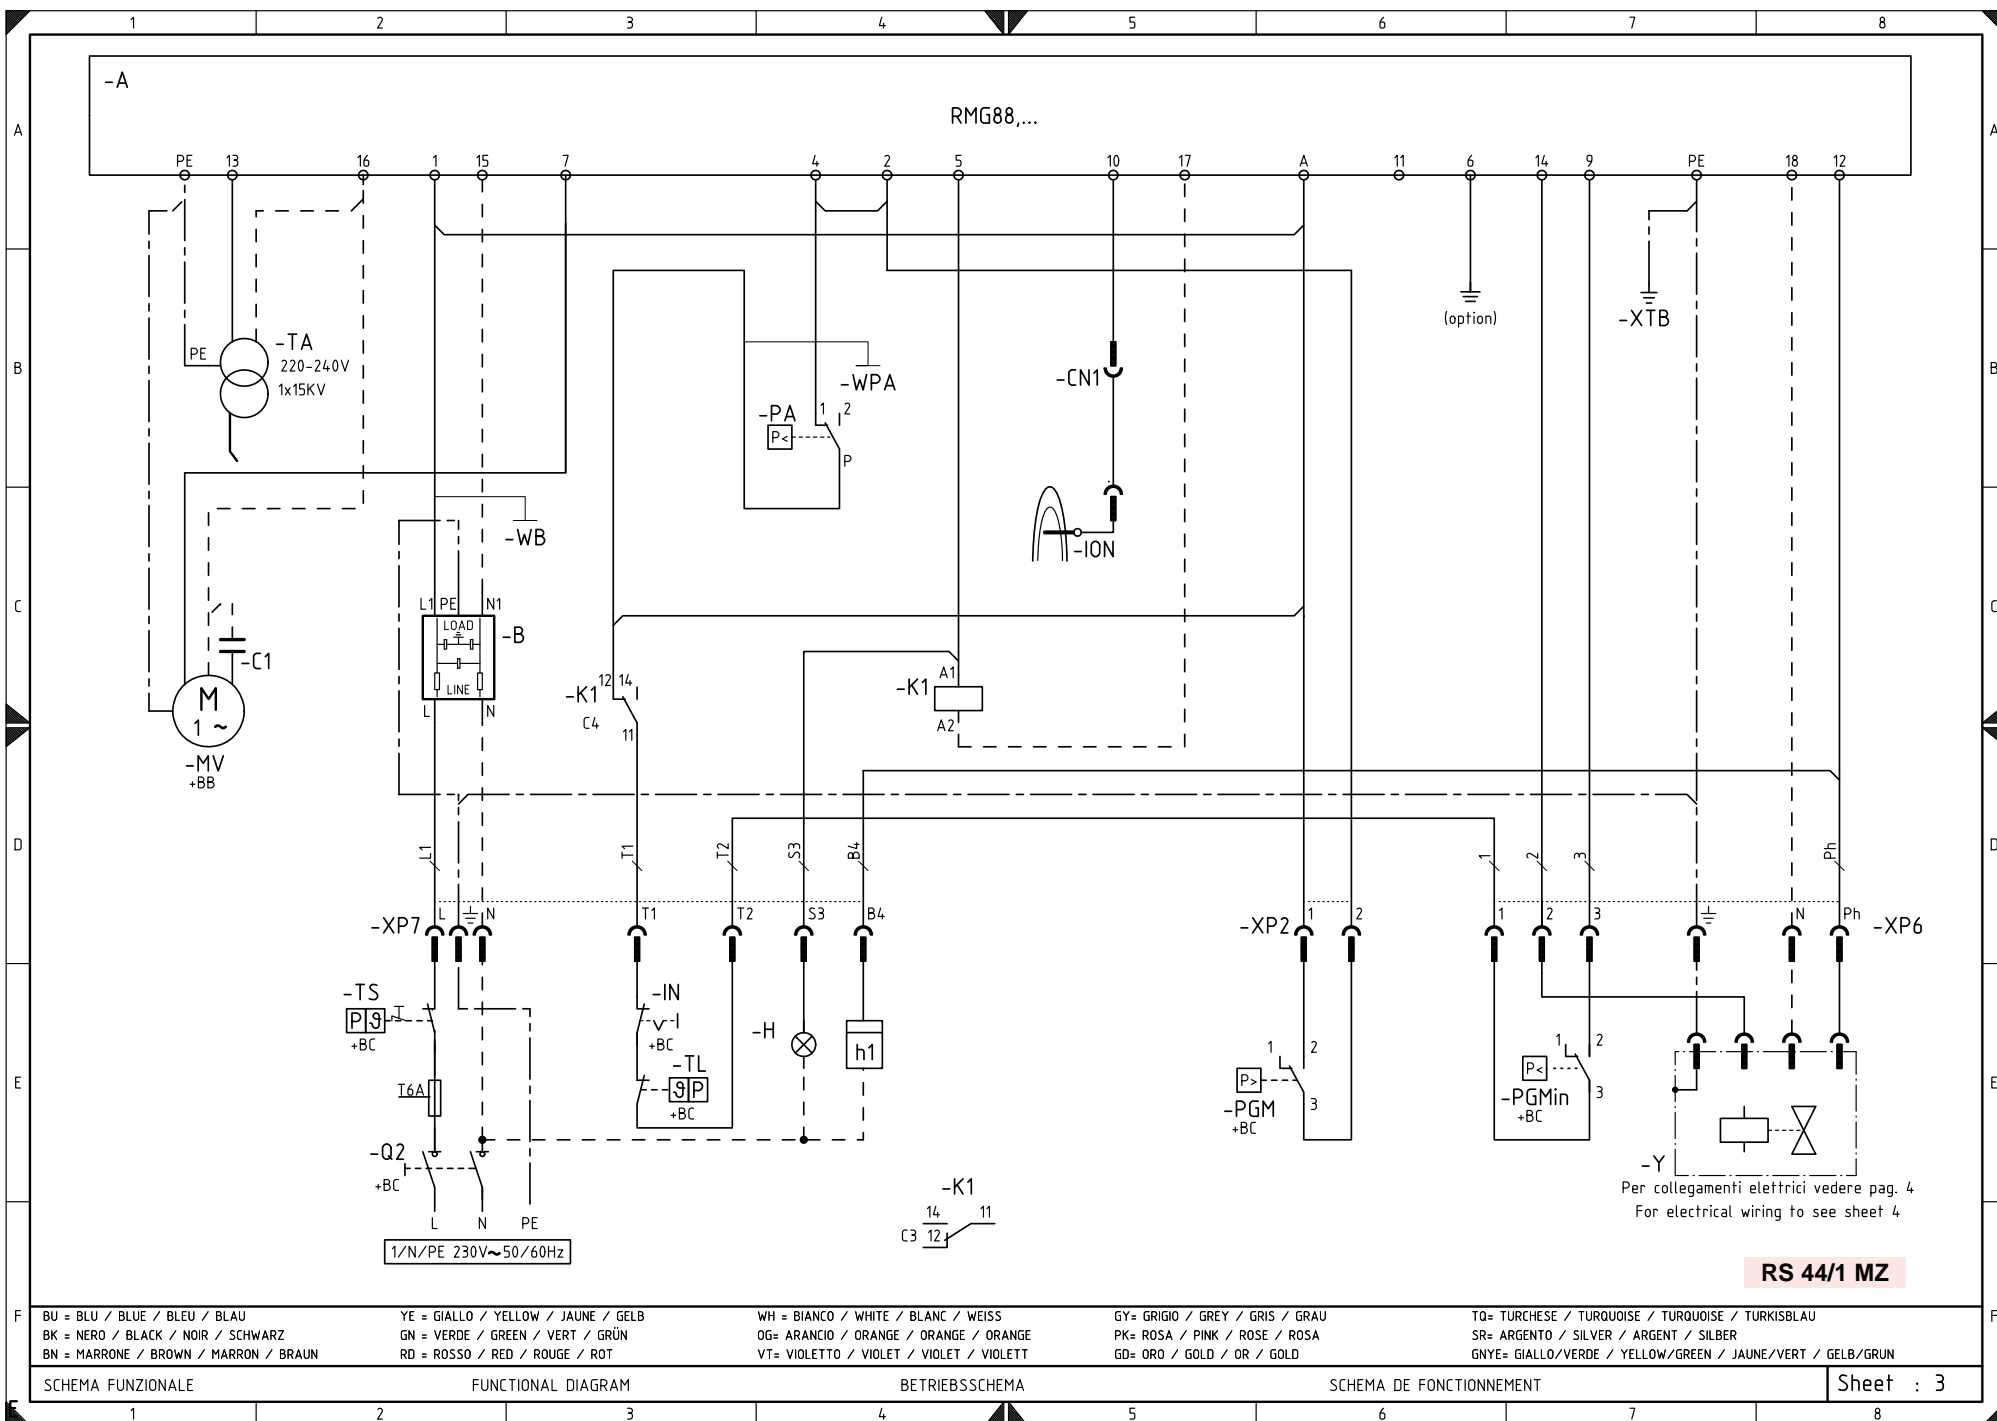 1 2 3 4 5 6 7 8
-A
RMG88,...
A A
PE 13 16 1 15 7 4 2 5 10 17 A 11 6 14 9 PE 18 12
B B
-TA
220-240V
1x15KV
PE
-WPA
-PA
1 2
P<
P
-CN1
(option)
-XTB
-WB
-ION
C C
L1 PE N1
LOAD
-B
LINE
L N
-C1
M
1 ~
-MV
+BB
-K1 12 14
C4
11
-K1
A1
A2
D D
L1 T1 T2 S3 B4 1 2 3 Ph
-XP7 L N T1 T2 S3 B4
-XP2 1 2
1 2 3 N Ph -XP6
E E
-TS
P ϑ
+BC
T6A
-Q2
+BC
L N PE
1/N/PE 230V~50/60Hz
-IN
+BC
-TL
ϑ P
+BC
-H
h1
1 2
P>
3
-PGM
+BC
1 2
P<
3
-PGMin
+BC
-Y
Per collegamenti elettrici vedere pag. 4
For electrical wiring to see sheet 4
-K1
14 11
C3 12
RS 44/1 MZ
F F
BU = BLU / BLUE / BLEU / BLAU
BK = NERO / BLACK / NOIR / SCHWARZ
BN = MARRONE / BROWN / MARRON / BRAUN
YE = GIALLO / YELLOW / JAUNE / GELB
GN = VERDE / GREEN / VERT / GRÜN
RD = ROSSO / RED / ROUGE / ROT
WH = BIANCO / WHITE / BLANC / WEISS
OG= ARANCIO / ORANGE / ORANGE / ORANGE
VT= VIOLETTO / VIOLET / VIOLET / VIOLETT
GY= GRIGIO / GREY / GRIS / GRAU
PK= ROSA / PINK / ROSE / ROSA
GD= ORO / GOLD / OR / GOLD
TQ= TURCHESE / TURQUOISE / TURQUOISE / TURKISBLAU
SR= ARGENTO / SILVER / ARGENT / SILBER
GNYE= GIALLO/VERDE / YELLOW/GREEN / JAUNE/VERT / GELB/GRUN
SCHEMA FUNZIONALE FUNCTIONAL DIAGRAM BETRIEBSSCHEMA SCHEMA DE FONCTIONNEMENT Sheet : 3
1 2 3 4 5 6 7 8